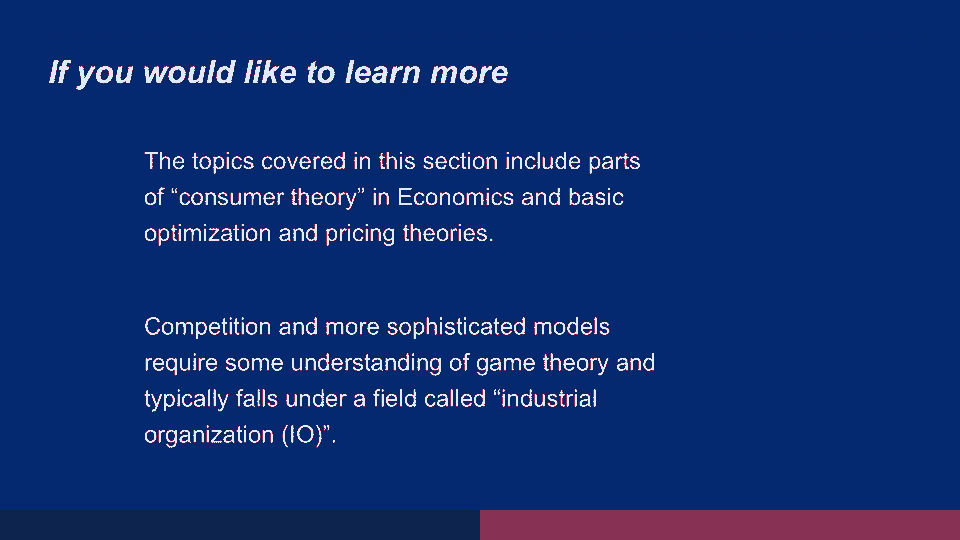 If you would like to learn more
The topics covered in this section include parts
of “consumer theory” in Economics and basic
optimization and pricing theories.
Competition and more sophisticated models
require some understanding of game theory and
typically falls under a field called “industrial
organization (IO)”.